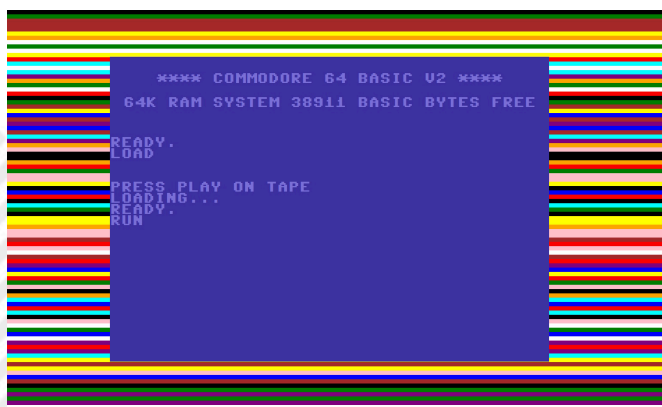 **** COMMODORE 64 BASIC V2 ****
64K RAM SYSTEM 38911 BASIC BYTES FREE
READY.
LOAD
PRESS PLAY ON TAPE
LOADING...
READY.
RUN